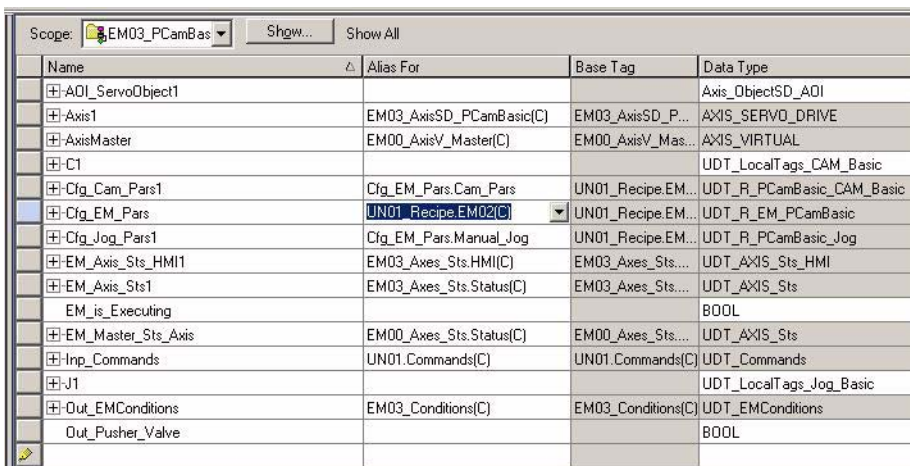 Scope: EM03_PCamBas Show... Show All
Name Alias For Base Tag Data Type
AOI_ServoObject1 Axis_ObjectSD_AOI
Axis1 EM03_AxisSD_PCamBasic(C) EM03_AxisSD_P... AXIS_SERVO_DRIVE
AxisMaster EM00_AxisV_Master(C) EM00_AxisV_Mas... AXIS_VIRTUAL
C1 UDT_LocalTags_CAM_Basic
Cfg_Cam_Pars1 Cfg_EM_Pars.Cam_Pars UN01_Recipe.EM... UDT_R_PCamBasic_CAM_Basic
Cfg_EM_Pars UN01_Recipe.EM02(C) UN01_Recipe.EM... UDT_R_EM_PCamBasic
Cfg_Jog_Pars1 Cfg_EM_Pars.Manual_Jog UN01_Recipe.EM... UDT_R_PCamBasic_Jog
EM_Axis_Sts_HMI1 EM03_Axes_Sts.HMI(C) EM03_Axes_Sts.... UDT_AXIS_Sts_HMI
EM_Axis_Sts1 EM03_Axes_Sts.Status(C) EM03_Axes_Sts.... UDT_AXIS_Sts
EM_is_Executing BOOL
EM_Master_Sts_Axis EM00_Axes_Sts.Status(C) EM00_Axes_Sts.... UDT_AXIS_Sts
Inp_Commands UN01.Commands(C) UN01.Commands(C) UDT_Commands
J1 UDT_LocalTags_Jog_Basic
Out_EMConditions EM03_Conditions(C) EM03_Conditions(C) UDT_EMConditions
Out_Pusher_Valve BOOL